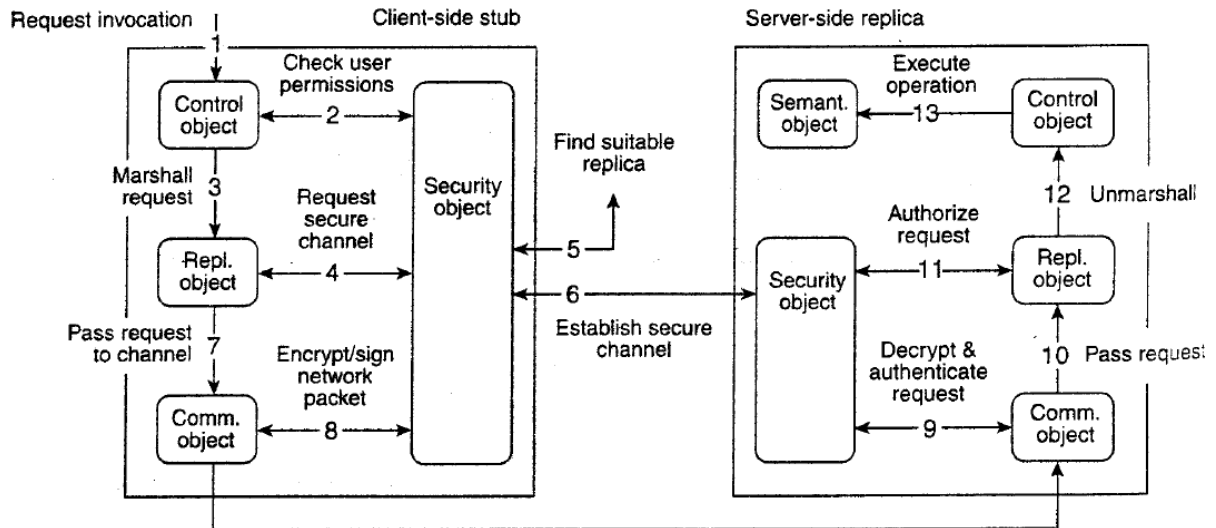 Request invocation
Client-side stub
Server-side replica
1
Check user
permissions
2
Control
object
Marshall
request
3
Request
secure
channel
4
Security
object
Repl.
object
Find suitable
replica
5
6
Establish secure
channel
Pass request
to channel
7
Encrypt/sign
network
packet
8
Comm.
object
Execute
operation
13
Semant.
object
Control
object
12
Unmarshall
Authorize
request
11
Security
object
Repl.
object
10
Pass request
Decrypt &
authenticate
request
9
Comm.
object